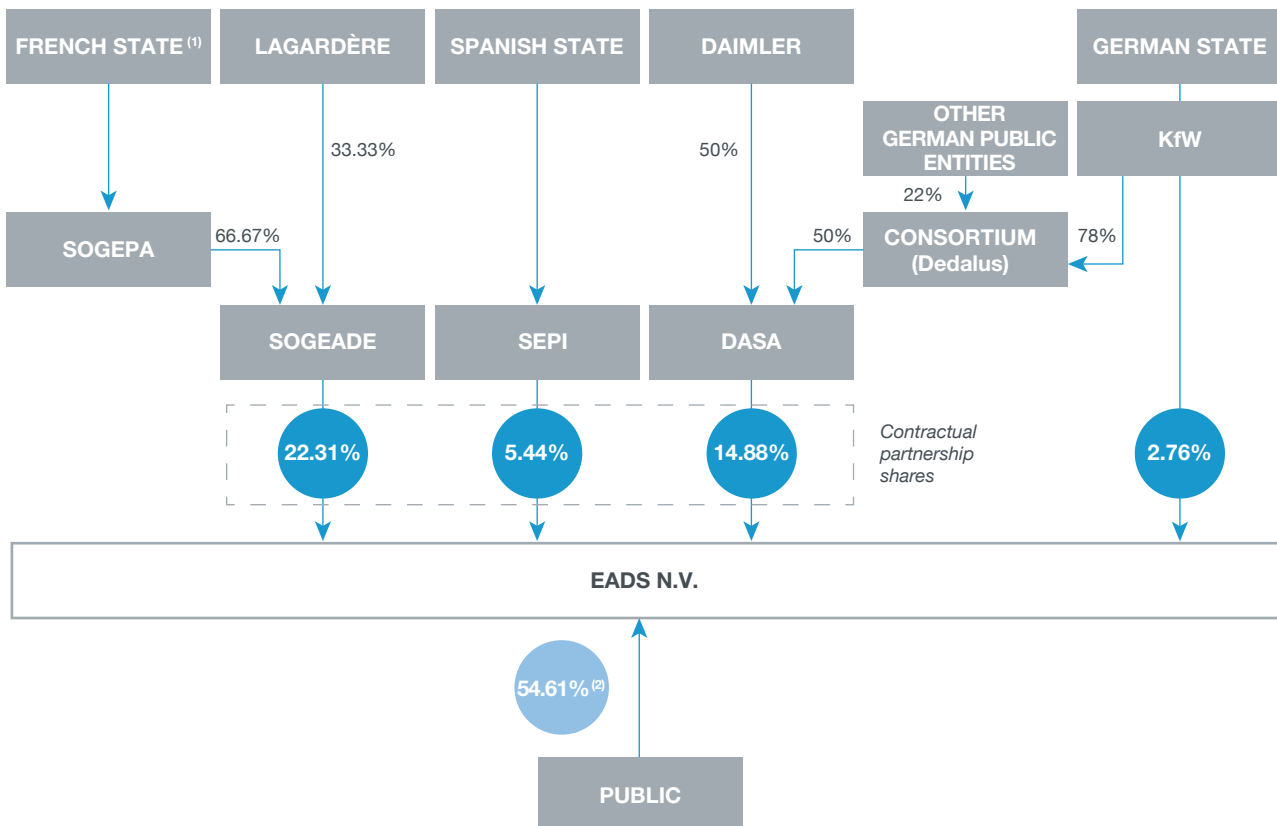 FRENCH STATE (1)
LAGARDÈRE
SPANISH STATE
DAIMLER
GERMAN STATE
OTHER
GERMAN PUBLIC
ENTITIES
KfW
33.33%
50%
22%
SOGEPA
66.67%
50%
CONSORTIUM
(Dedalus)
78%
SOGEADE
SEPI
DASA
22.31%
5.44%
14.88%
Contractual
partnership
shares
2.76%
EADS N.V.
54.61% (2)
PUBLIC